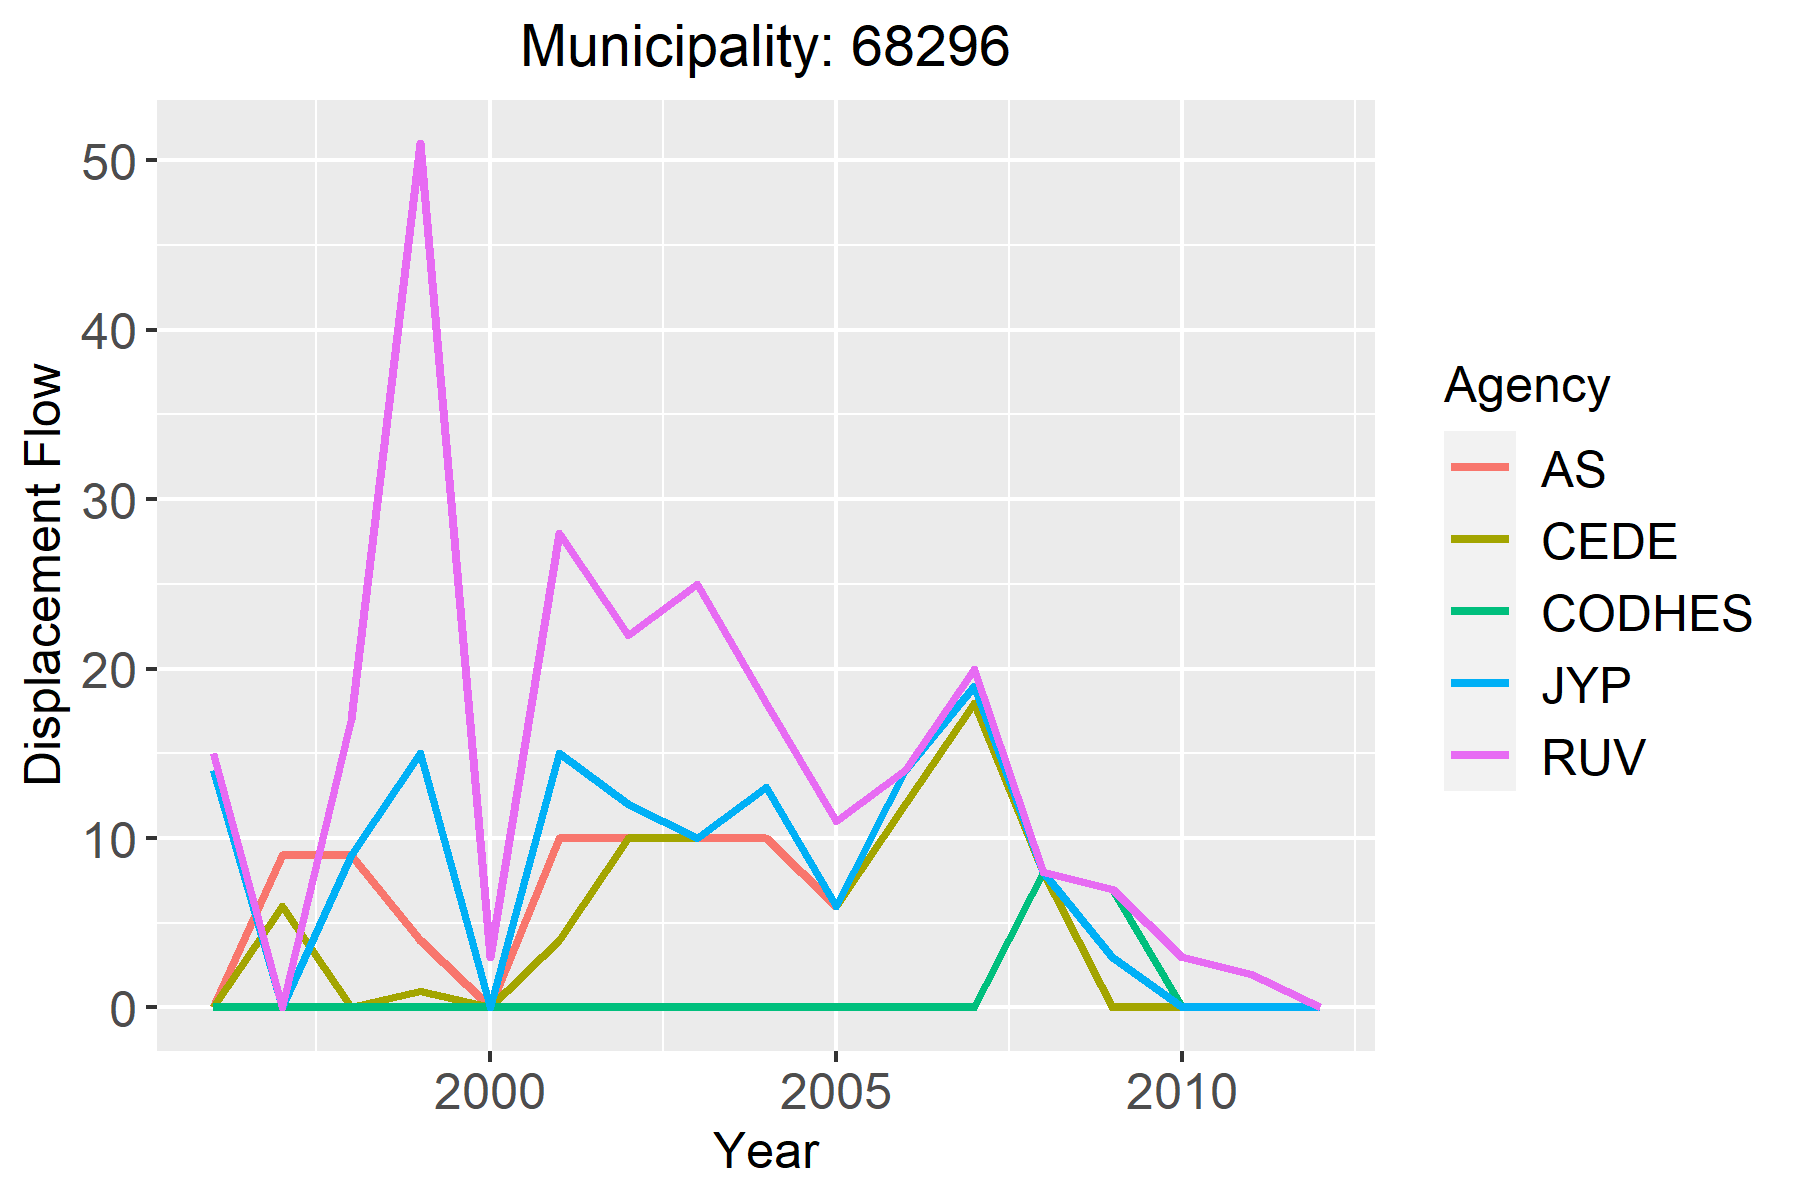 Municipality: 68296
50
40
30
20
10
0
Displacement Flow
2000 2005 2010
Year
Agency
AS
CEDE
CODHES
JYP
RUV